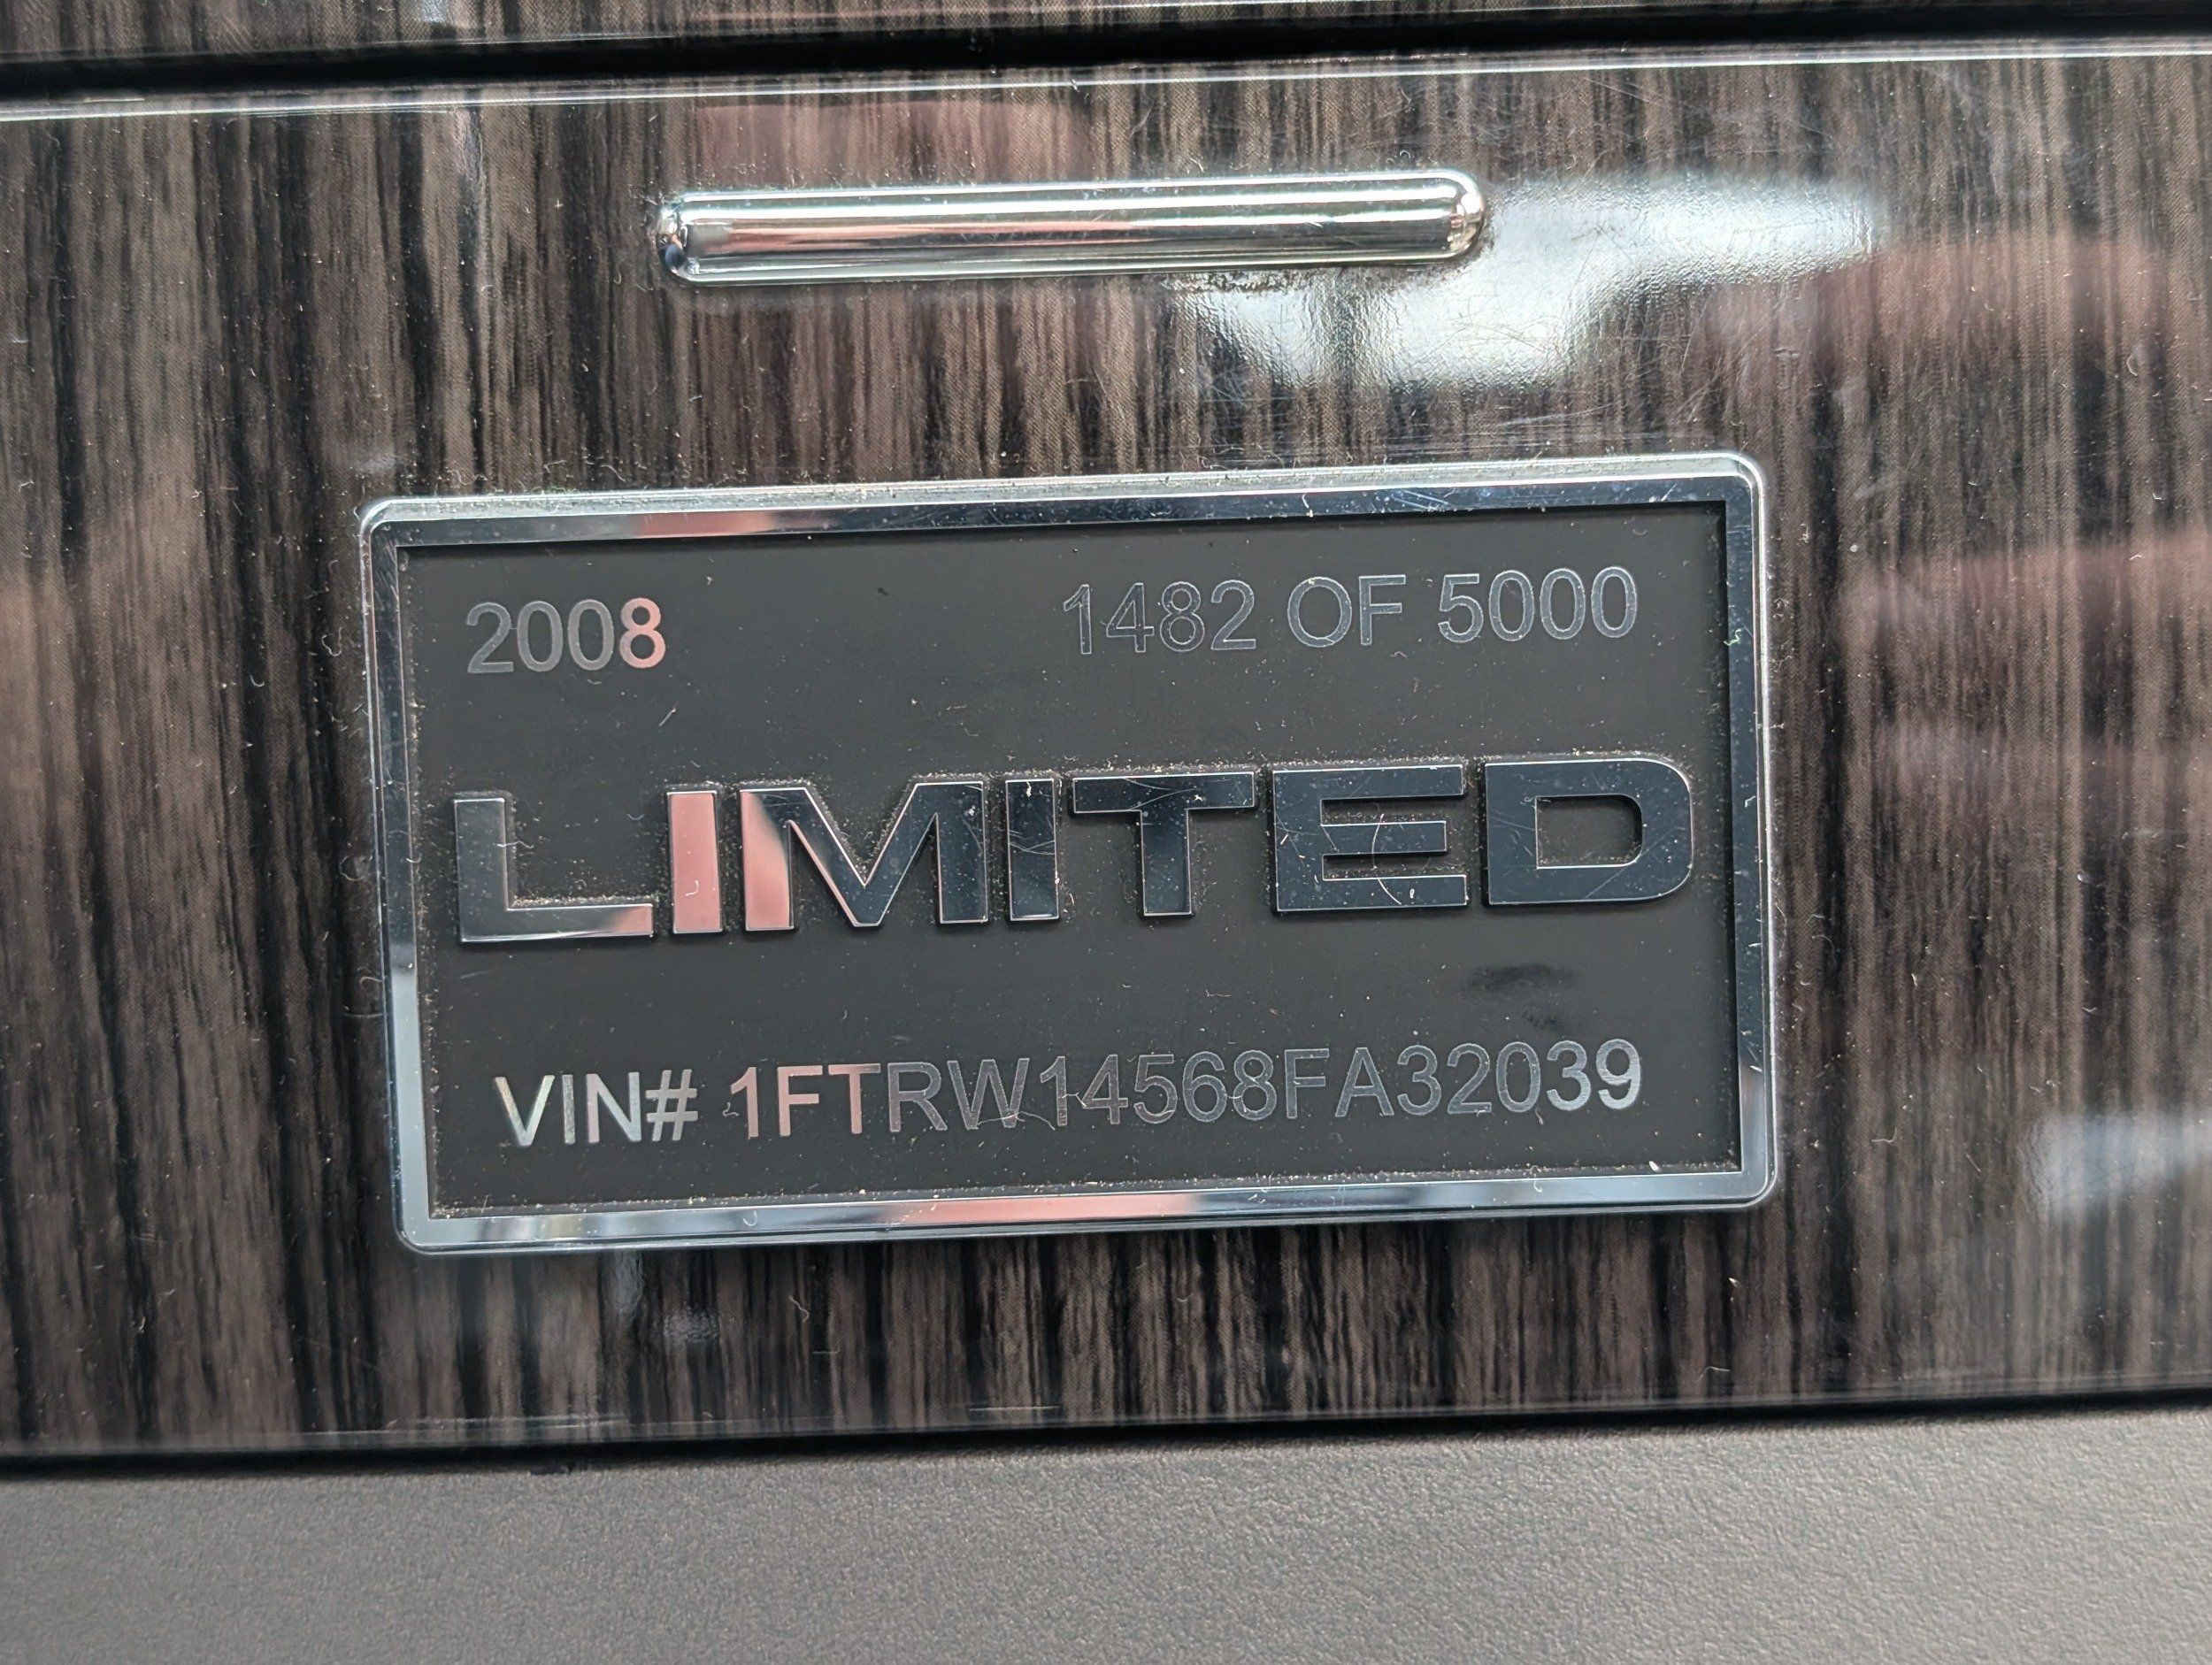 2008 1482 OF 5000
LIMITED
VIN# 1FTRW14568FA32039